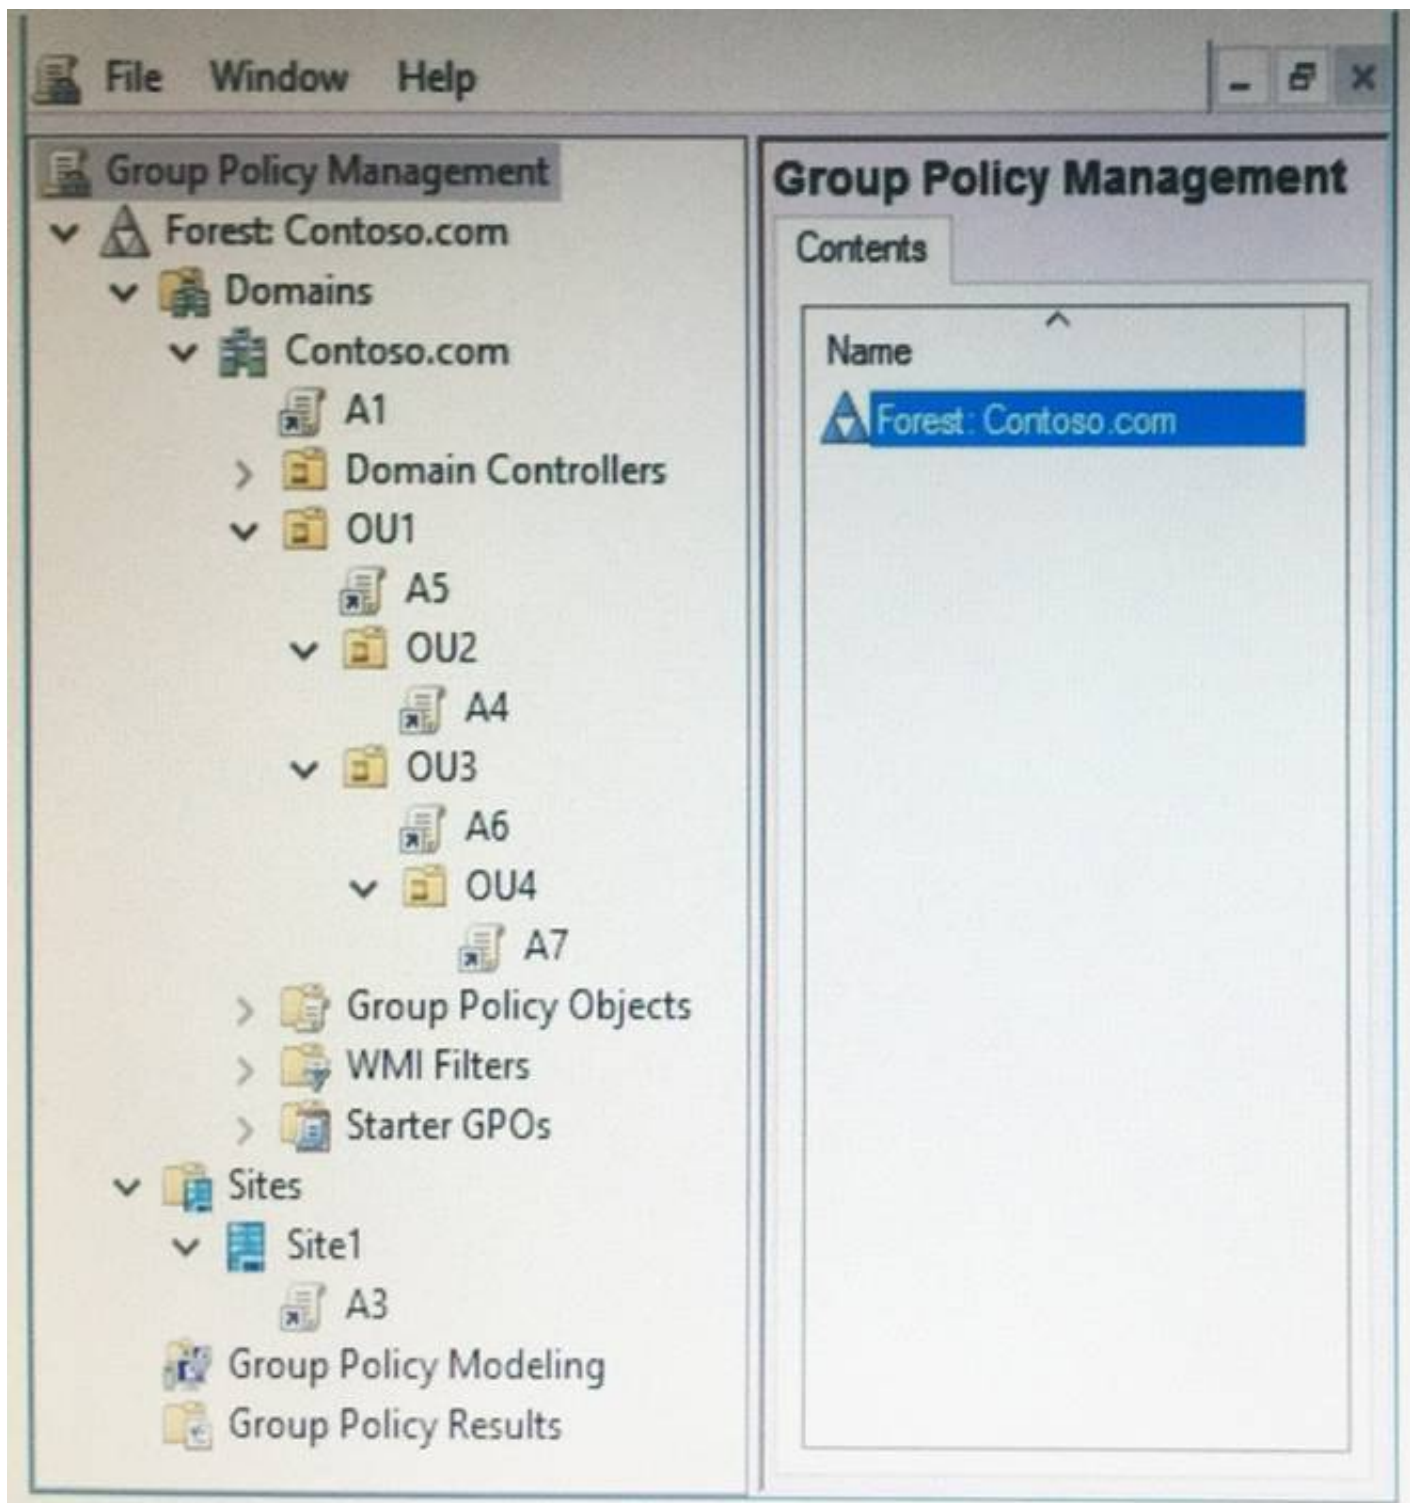 File Window Help
Group Policy Management
Forest: Contoso.com
Domains
Contoso.com
A1
Domain Controllers
OU1
A5
OU2
A4
OU3
A6
OU4
A7
Group Policy Objects
WMI Filters
Starter GPOs
Sites
Site1
A3
Group Policy Modeling
Group Policy Results
Group Policy Management
Contents
Name
Forest: Contoso.com